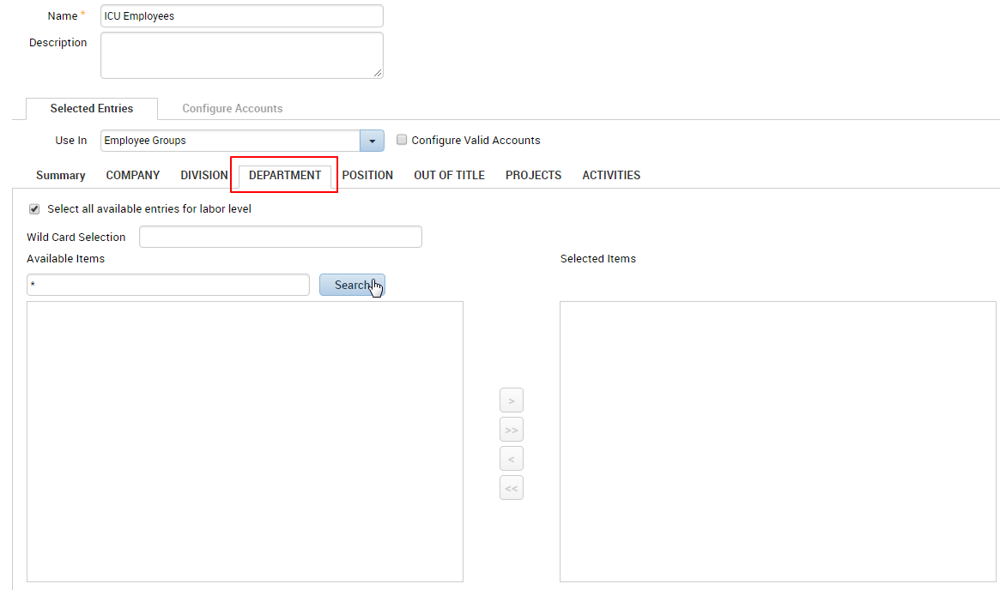 Name * ICU Employees
Description
Selected Entries Configure Accounts
Use In Employee Groups Configure Valid Accounts
Summary COMPANY DIVISION DEPARTMENT POSITION OUT OF TITLE PROJECTS ACTIVITIES
Select all available entries for labor level
Wild Card Selection
Available Items Selected Items
* Search
>
>>
<
<<